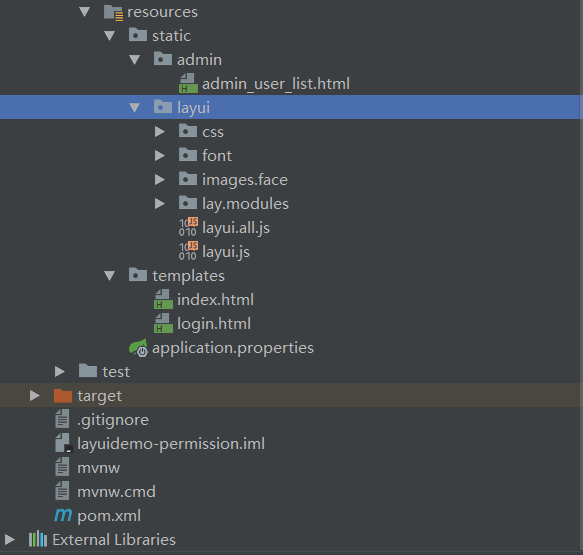 resources
static
admin
admin_user_list.html
layui
css
font
images.face
lay.modules
layui.all.js
layui.js
templates
index.html
login.html
application.properties
test
target
.gitignore
layuidemo-permission.iml
mvnw
mvnw.cmd
pom.xml
External Libraries